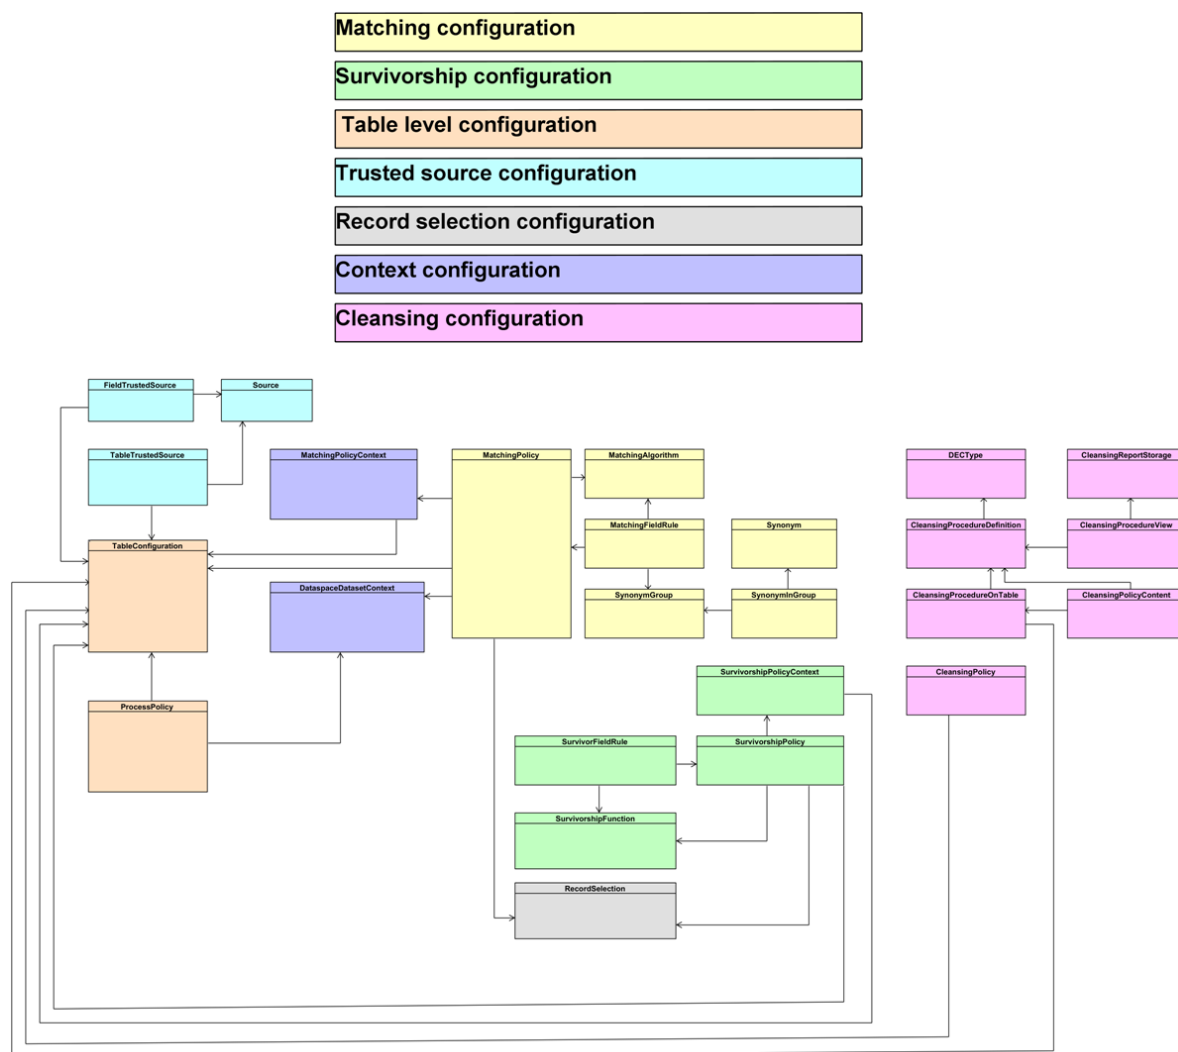 Matching configuration
Survivorship configuration
Table level configuration
Trusted source configuration
Record selection configuration
Context configuration
Cleansing configuration
FieldTrustedSource
Source
TableTrustedSource
MatchingPolicyContext
MatchingPolicy
MatchingAlgorithm
DECType
CleansingReportStorage
MatchingFieldRule
Synonym
CleansingProcedureDefinition
CleansingProcedureView
TableConfiguration
DataspaceDatasetContext
SynonymGroup
SynonymInGroup
CleansingProcedureOnTable
CleansingPolicyContent
SurvivorshipPolicyContext
CleansingPolicy
ProcessPolicy
SurvivorFieldRule
SurvivorshipPolicy
SurvivorshipFunction
RecordSelection